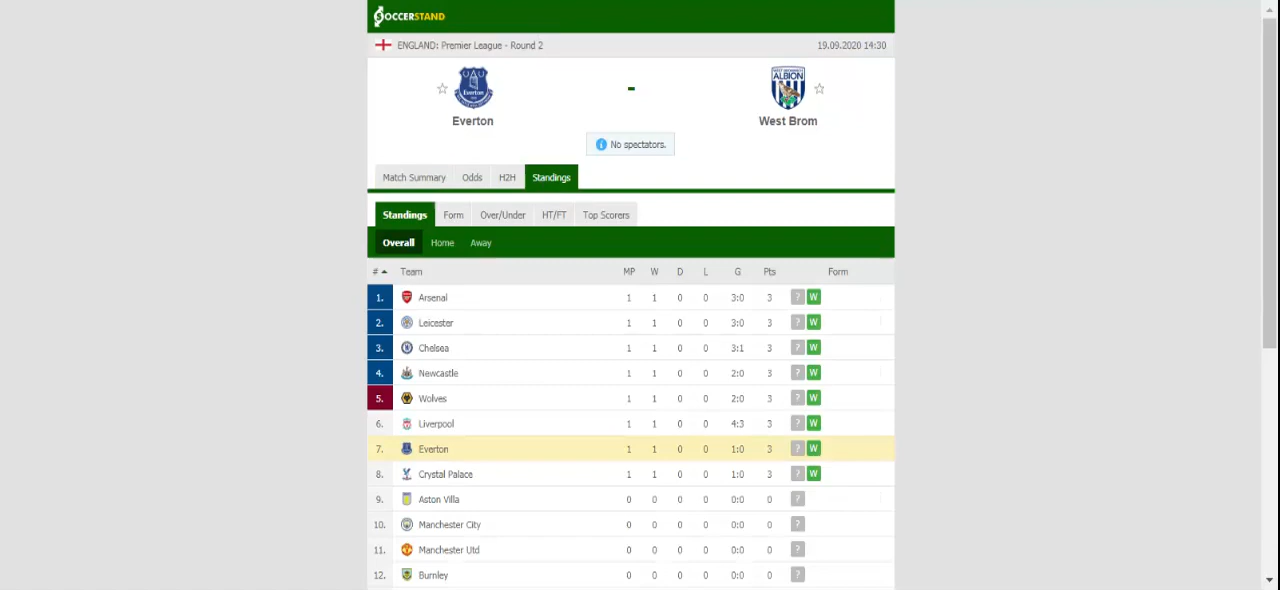 SOCCERSTAND
ENGLAND: Premier League - Round 2 19.09.2020 14:30
Everton - West Brom
No spectators.
Match Summary Odds H2H Standings
Standings Form Over/Under HT/FT Top Scorers
Overall Home Away
# Team MP W D L G Pts Form
1. Arsenal 1 1 0 0 3:0 3 ? W
2. Leicester 1 1 0 0 3:0 3 ? W
3. Chelsea 1 1 0 0 3:1 3 ? W
4. Newcastle 1 1 0 0 2:0 3 ? W
5. Wolves 1 1 0 0 2:0 3 ? W
6. Liverpool 1 1 0 0 4:3 3 ? W
7. Everton 1 1 0 0 1:0 3 ? W
8. Crystal Palace 1 1 0 0 1:0 3 ? W
9. Aston Villa 0 0 0 0 0:0 0 ?
10. Manchester City 0 0 0 0 0:0 0 ?
11. Manchester Utd 0 0 0 0 0:0 0 ?
12. Burnley 0 0 0 0 0:0 0 ?